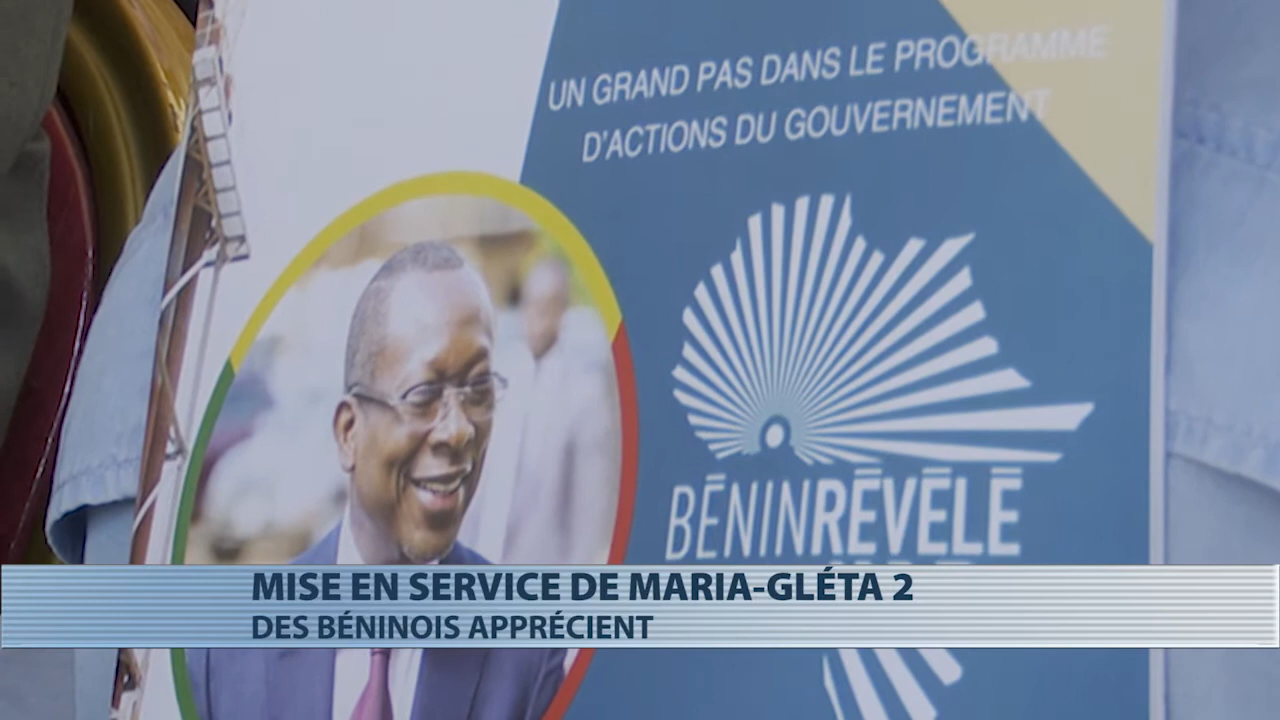 UN GRAND PAS DANS LE PROGRAMME
D'ACTIONS DU GOUVERNEMENT
BĒNINRĒVĒLĒ
MISE EN SERVICE DE MARIA-GLÉTA 2
DES BÉNINOIS APPRÉCIENT